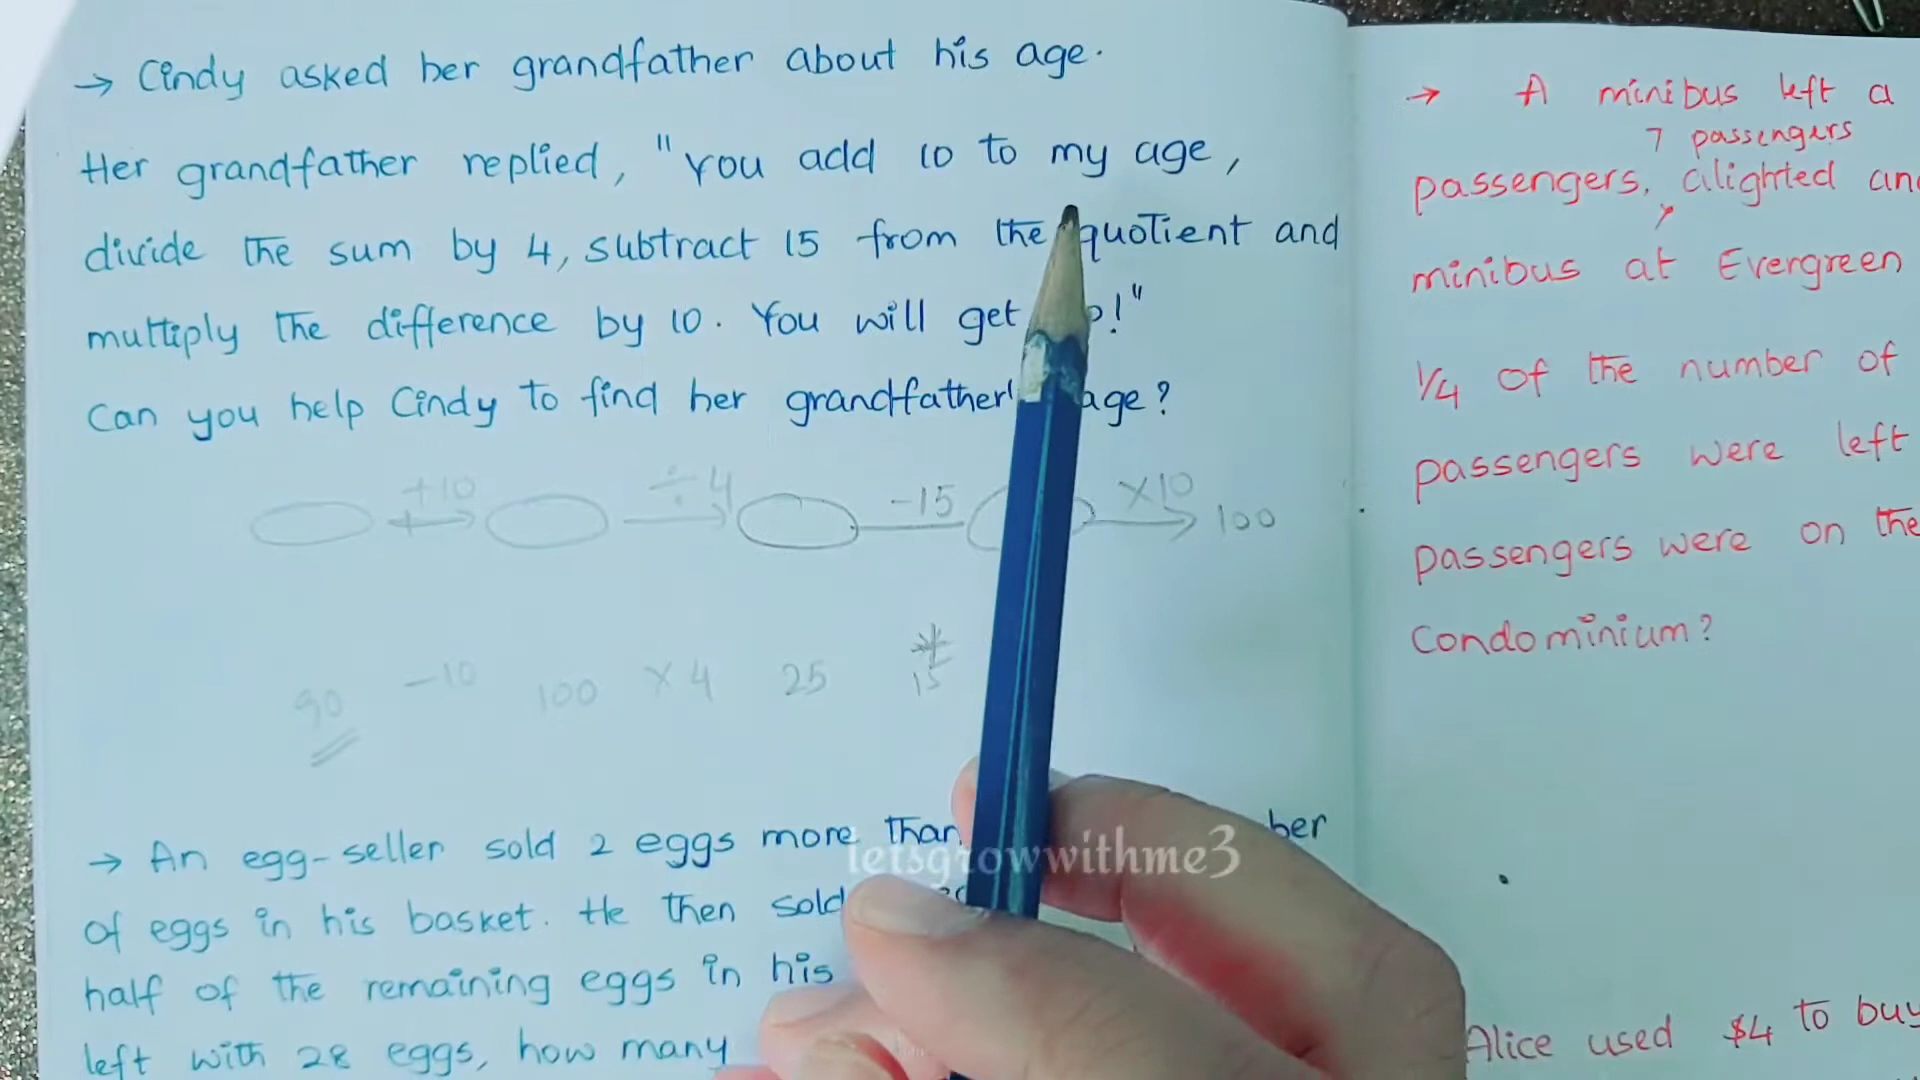 → Cindy asked her grandfather about his age.
Her grandfather replied, "You add 10 to my age,
divide the sum by 4, subtract 15 from the quotient and
multiply the difference by 10. You will get !"
Can you help Cindy to find her grandfather' age?
+10 ÷4 -15 ×10 100
90 -10 100 ×4 25 + 15
→ An egg-seller sold 2 eggs more than
of eggs in his basket. He then sold
half of the remaining eggs in his
left with 28 eggs, how many
letsgrowwithme3
→ A minibus left a
7 passengers
passengers, alighted and
minibus at Evergreen
1/4 of the number of
passengers were left
passengers were on the
Condominium?
Alice used $4 to buy